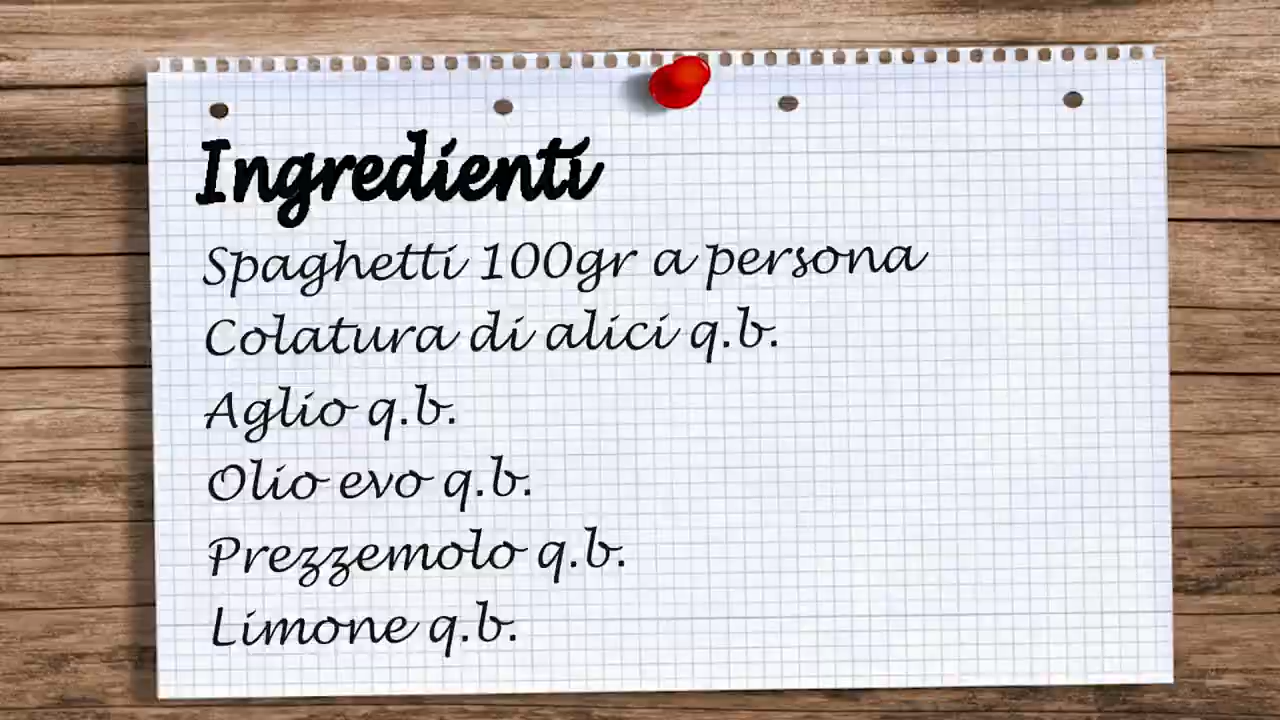 Ingredienti
Spaghetti 100gr a persona
Colatura di alici q.b.
Aglio q.b.
Olio evo q.b.
Prezzemolo q.b.
Limone q.b.